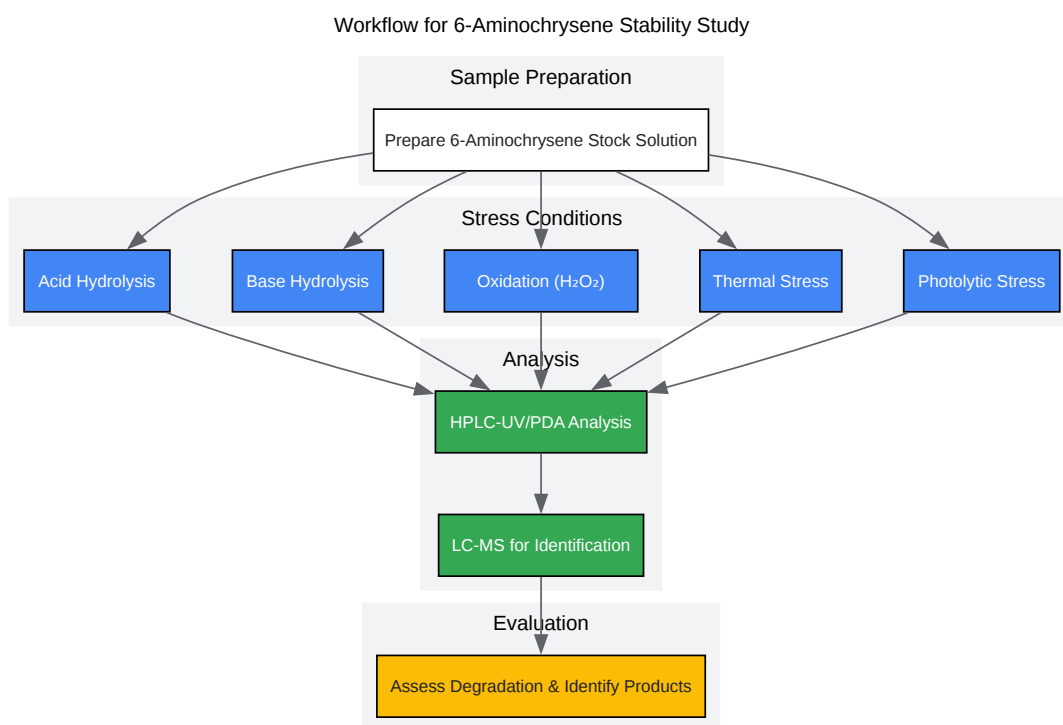 Workflow for 6-Aminochrysene Stability Study
Sample Preparation
Prepare 6-Aminochrysene Stock Solution
Stress Conditions
Acid Hydrolysis
Base Hydrolysis
Oxidation (H₂O₂)
Thermal Stress
Photolytic Stress
Analysis
HPLC-UV/PDA Analysis
LC-MS for Identification
Evaluation
Assess Degradation & Identify Products